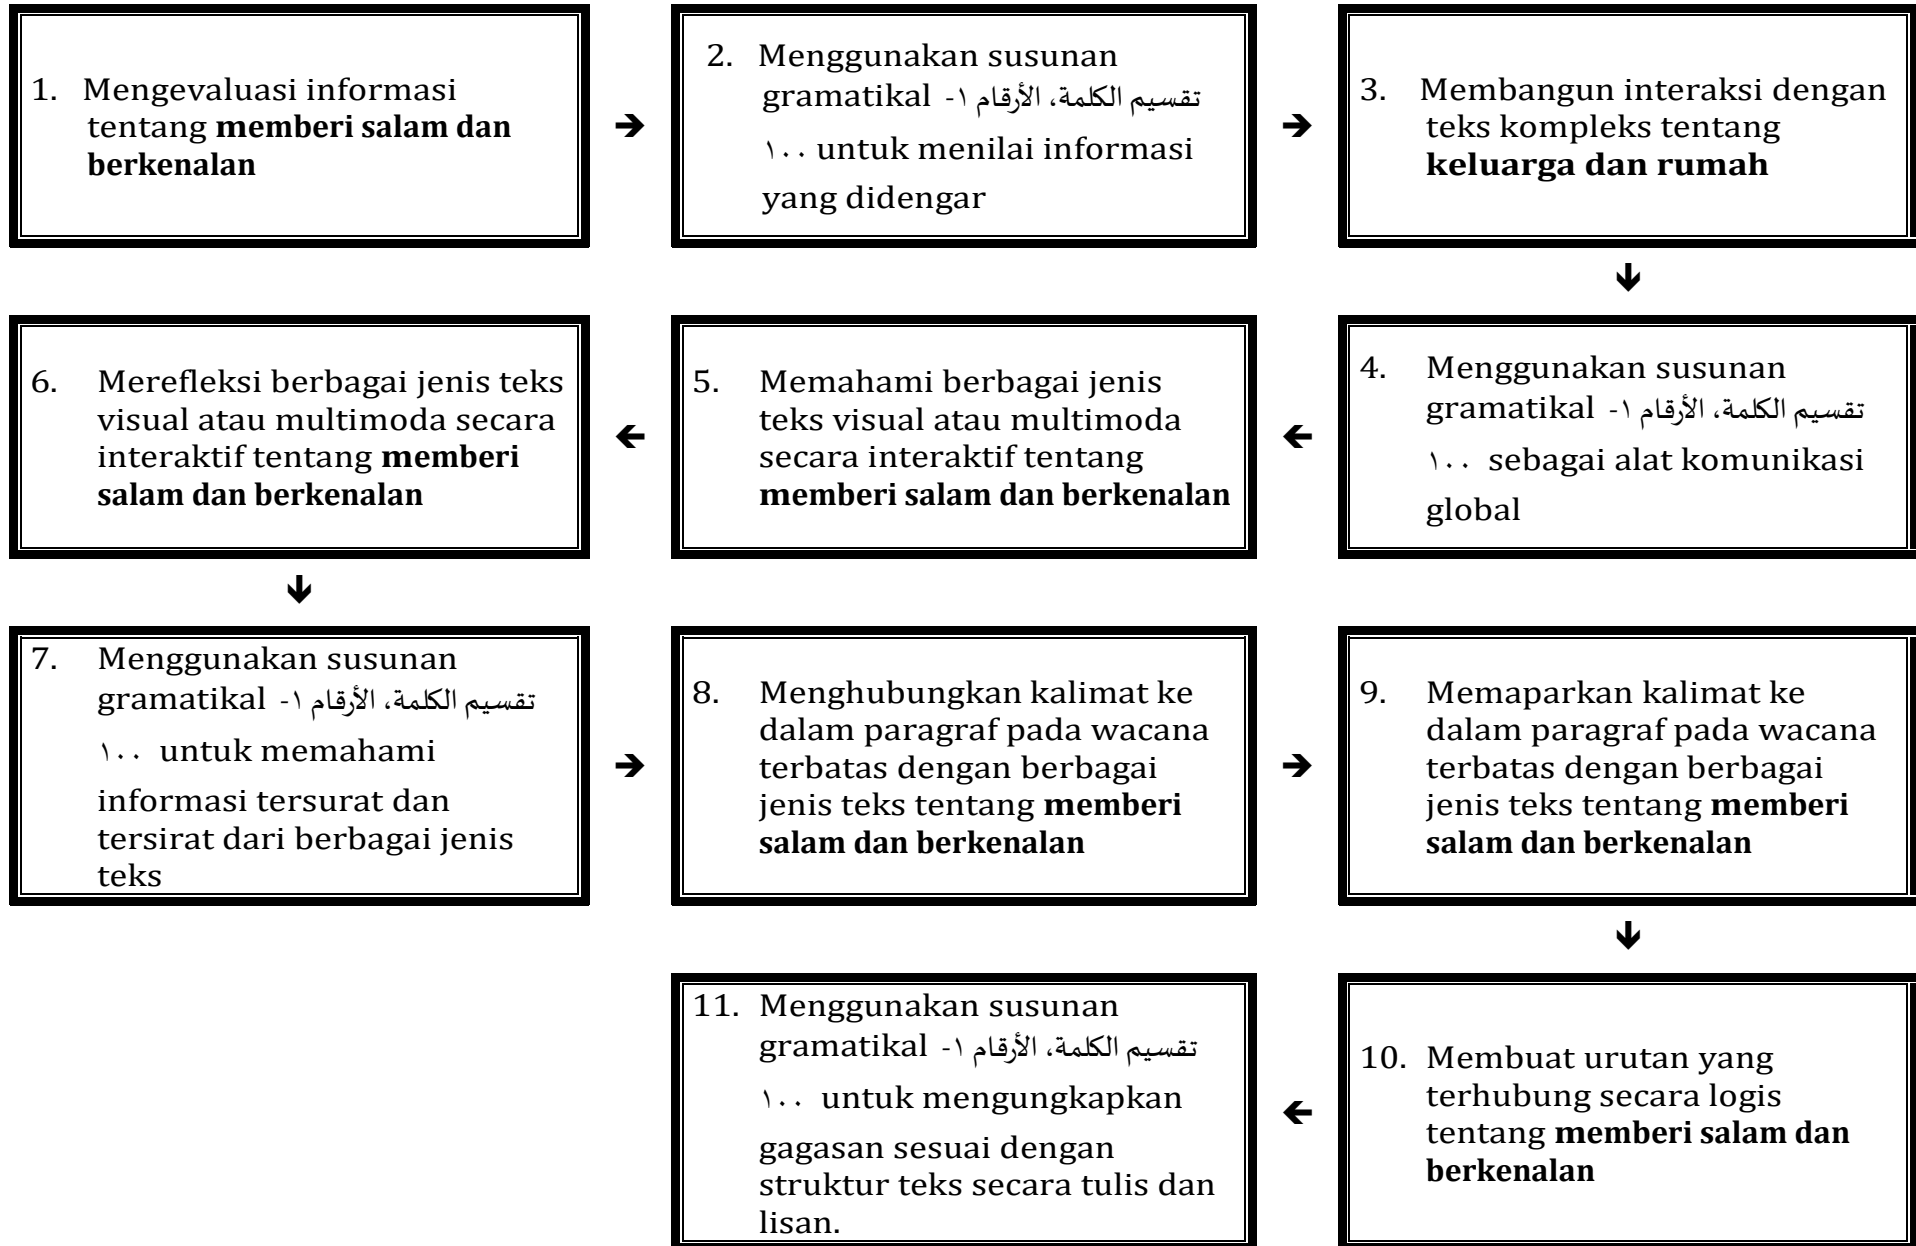 1. Mengevaluasi informasi
tentang memberi salam dan
berkenalan
➔
2. Menggunakan susunan
gramatikal تقسيم الكلمة، الأرقام ١-
١٠٠ untuk menilai informasi
yang didengar
➔
3. Membangun interaksi dengan
teks kompleks tentang
keluarga dan rumah
🡫
4. Menggunakan susunan
gramatikal تقسيم الكلمة، الأرقام ١-
١٠٠ sebagai alat komunikasi
global
🡨
5. Memahami berbagai jenis
teks visual atau multimoda
secara interaktif tentang
memberi salam dan berkenalan
🡨
6. Merefleksi berbagai jenis teks
visual atau multimoda secara
interaktif tentang memberi
salam dan berkenalan
🡫
7. Menggunakan susunan
gramatikal تقسيم الكلمة، الأرقام ١-
١٠٠ untuk memahami
informasi tersurat dan
tersirat dari berbagai jenis
teks
➔
8. Menghubungkan kalimat ke
dalam paragraf pada wacana
terbatas dengan berbagai
jenis teks tentang memberi
salam dan berkenalan
➔
9. Memaparkan kalimat ke
dalam paragraf pada wacana
terbatas dengan berbagai
jenis teks tentang memberi
salam dan berkenalan
🡫
10. Membuat urutan yang
terhubung secara logis
tentang memberi salam dan
berkenalan
🡨
11. Menggunakan susunan
gramatikal تقسيم الكلمة، الأرقام ١-
١٠٠ untuk mengungkapkan
gagasan sesuai dengan
struktur teks secara tulis dan
lisan.